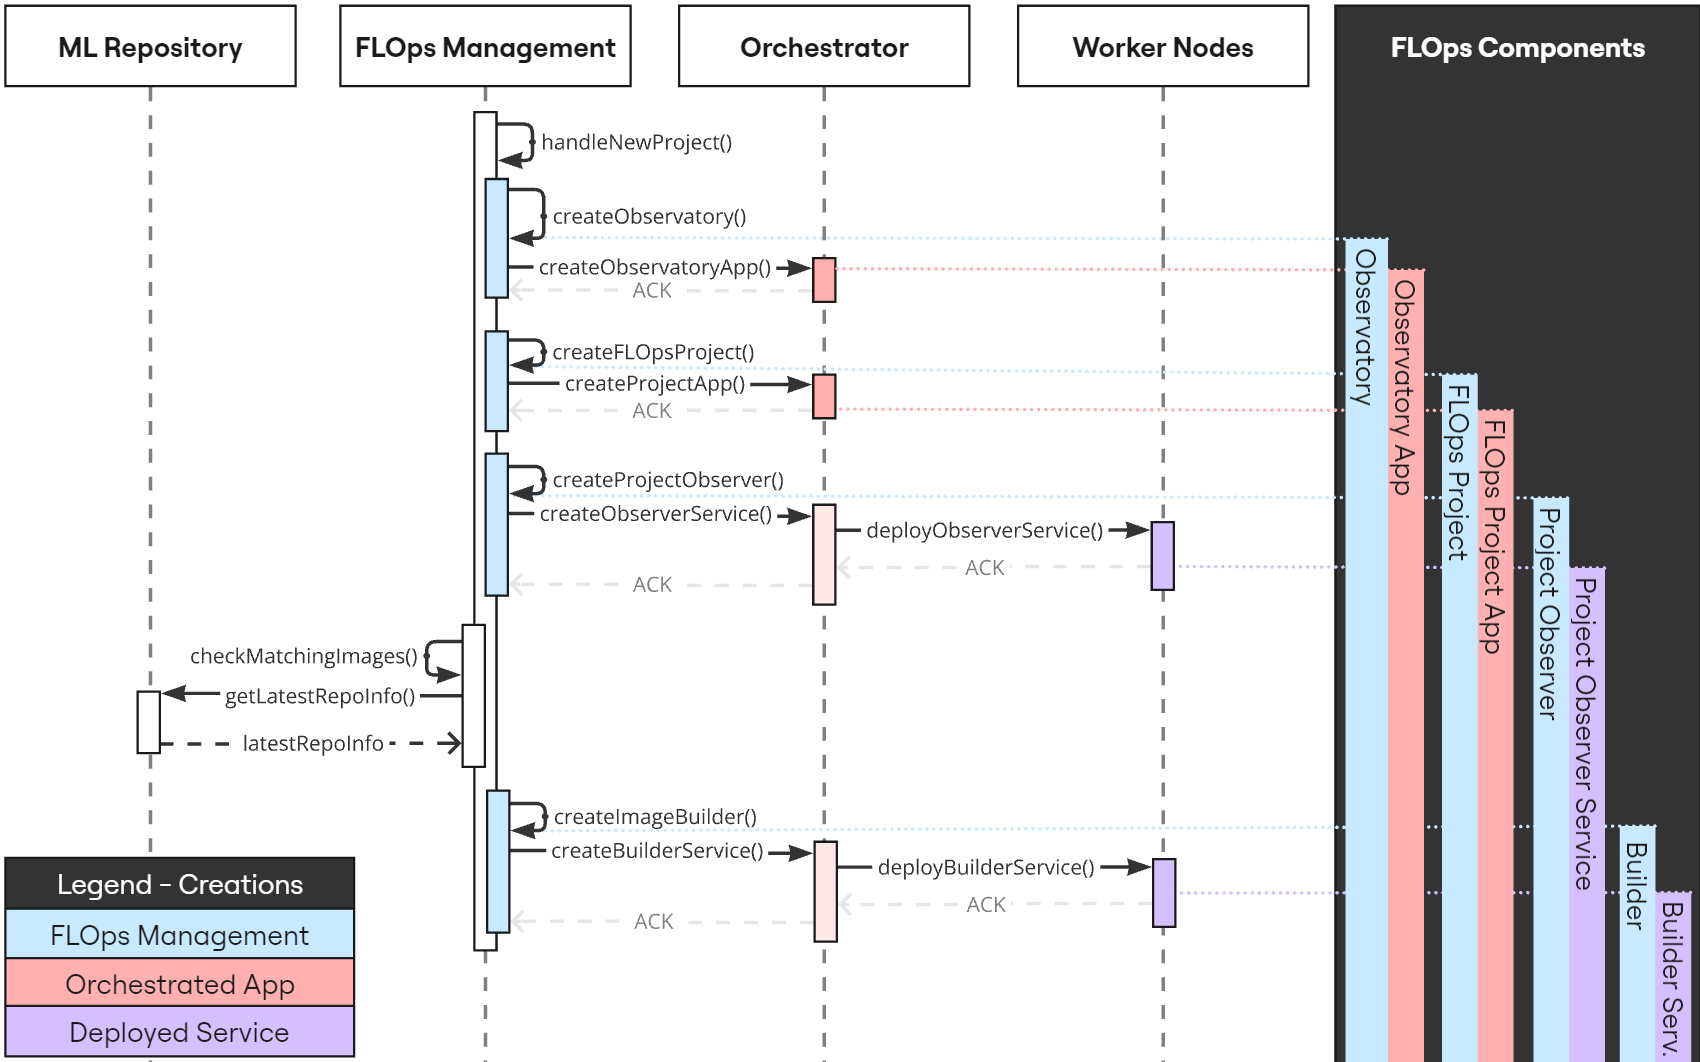 ML Repository
FLOps Management
Orchestrator
Worker Nodes
FLOps Components
handleNewProject()
createObservatory()
createObservatoryApp()
ACK
createFLOpsProject()
createProjectApp()
ACK
createProjectObserver()
createObserverService()
deployObserverService()
ACK
ACK
checkMatchingImages()
getLatestRepoInfo()
latestRepoInfo
createImageBuilder()
createBuilderService()
deployBuilderService()
ACK
ACK
Observatory
Observatory App
FLOps Project
FLOps Project App
Project Observer
Project Observer Service
Builder
Builder Serv.
Legend - Creations
FLOps Management
Orchestrated App
Deployed Service